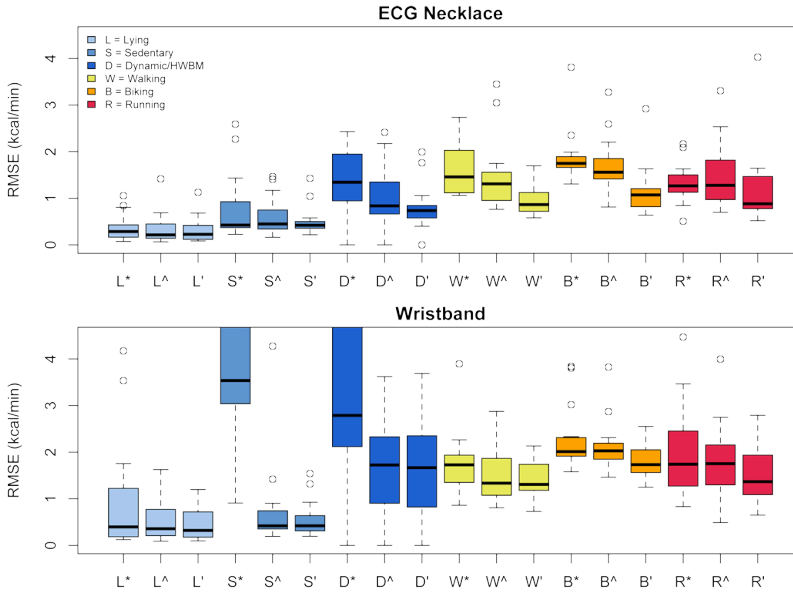 ECG Necklace
RMSE (kcal/min)
4
3
2
1
0
L = Lying
S = Sedentary
D = Dynamic/HWBM
W = Walking
B = Biking
R = Running
L* L^ L' S* S^ S' D* D^ D' W* W^ W' B* B^ B' R* R^ R'
Wristband
RMSE (kcal/min)
4
3
2
1
0
L* L^ L' S* S^ S' D* D^ D' W* W^ W' B* B^ B' R* R^ R'